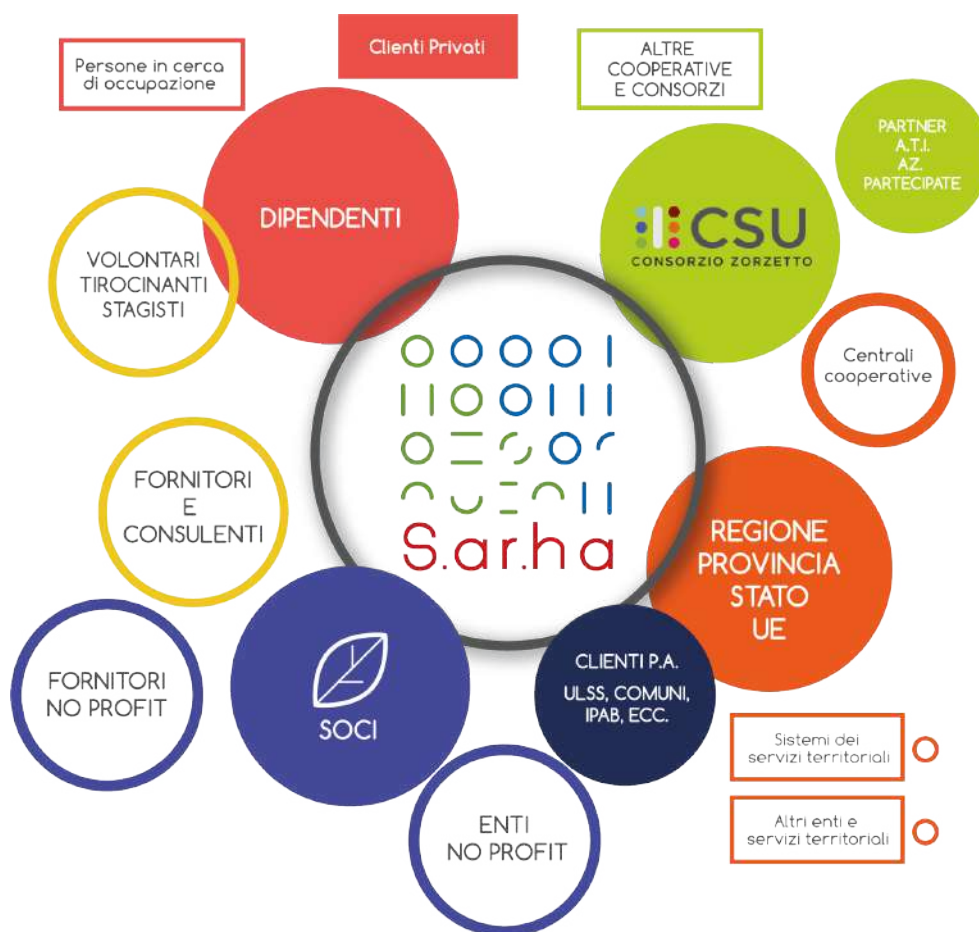 Persone in cerca
di occupazione
Clienti Privati
ALTRE
COOPERATIVE
E CONSORZI
PARTNER
A.T.I.
AZ.
PARTECIPATE
DIPENDENTI
CSU
CONSORZIO ZORZETTO
VOLONTARI
TIROCINANTI
STAGISTI
Centrali
cooperative
FORNITORI
E
CONSULENTI
S.ar.ha
REGIONE
PROVINCIA
STATO
UE
FORNITORI
NO PROFIT
SOCI
CLIENTI P.A.
ULSS, COMUNI,
IPAB, ECC.
Sistemi dei
servizi territoriali
Altri enti e
servizi territoriali
ENTI
NO PROFIT